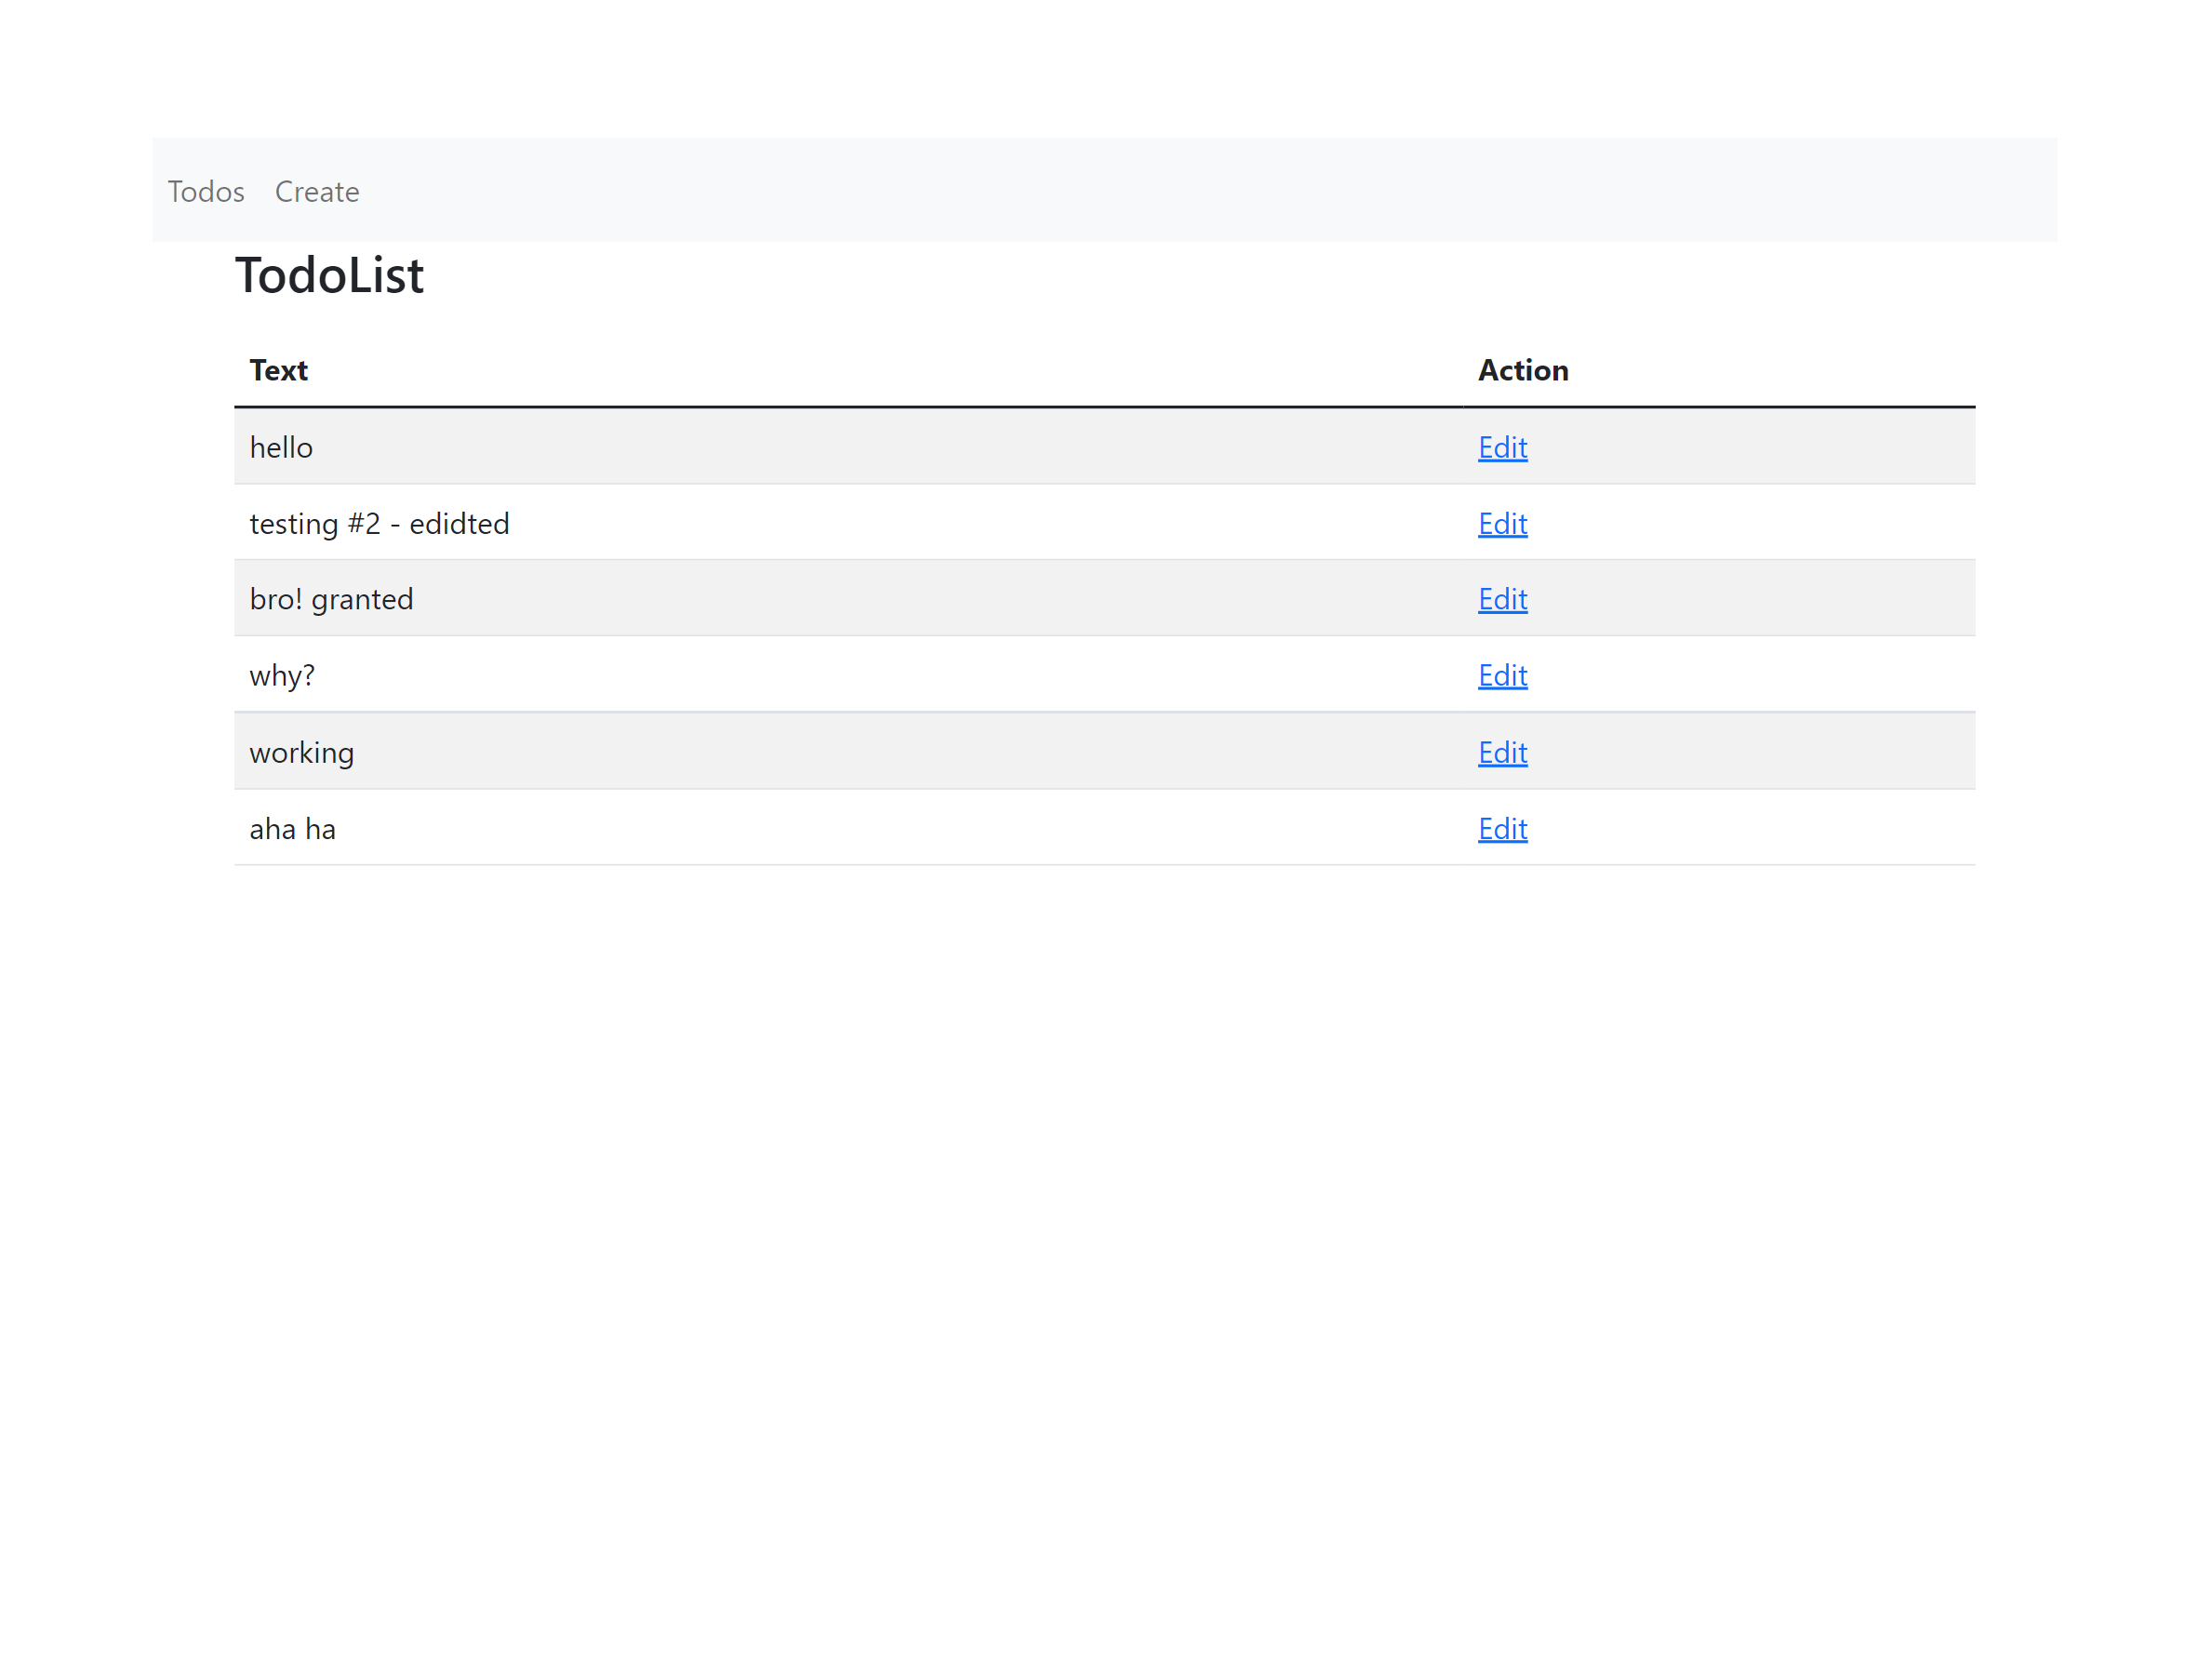 Todos Create
TodoList
Text Action
hello Edit
testing #2 - edidted Edit
bro! granted Edit
why? Edit
working Edit
aha ha Edit